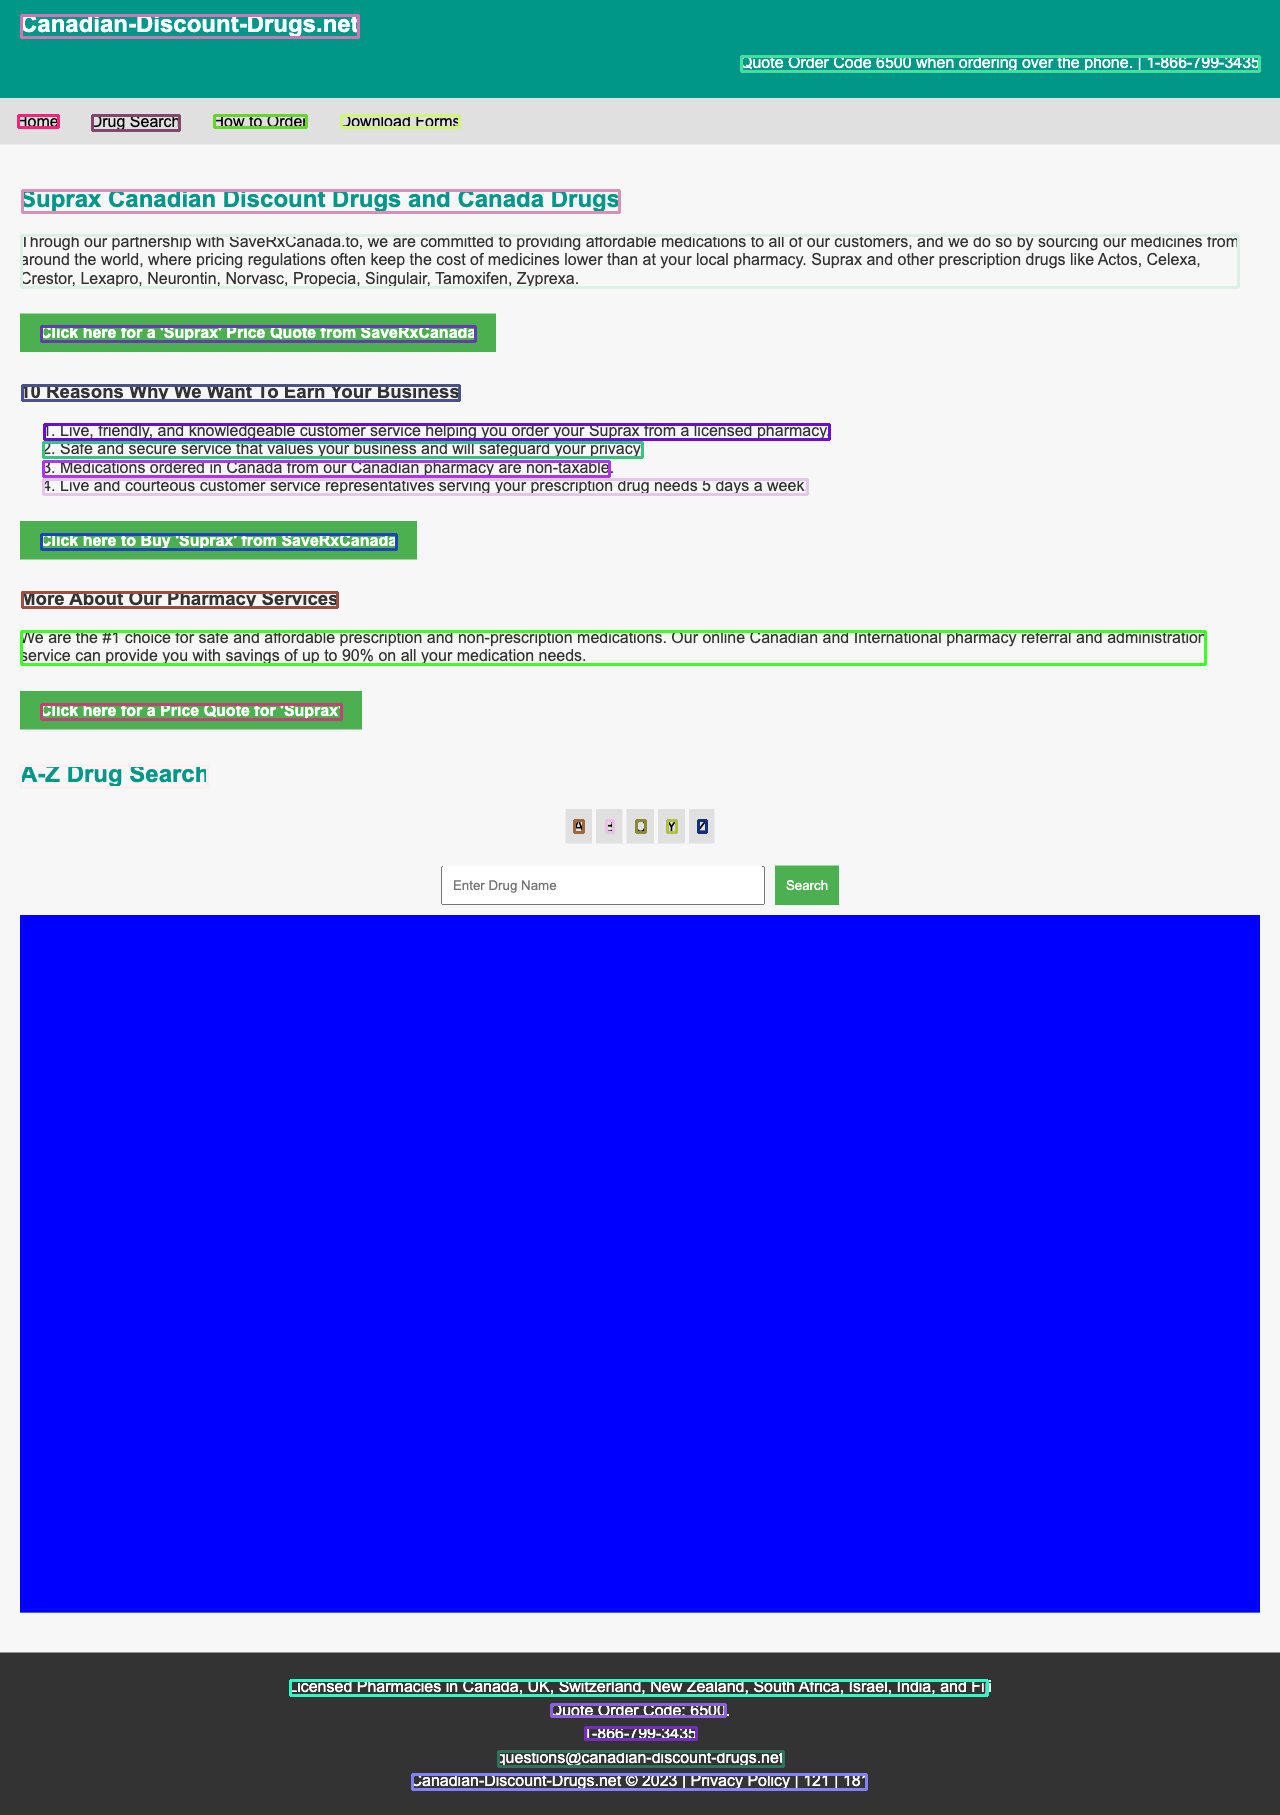 Canadian-Discount-Drugs.net
Quote Order Code 6500 when ordering over the phone. | 1-866-799-3435
Home Drug Search How to Order Download Forms
Suprax Canadian Discount Drugs and Canada Drugs
Through our partnership with SaveRxCanada.to, we are committed to providing affordable medications to all of our customers, and we do so by sourcing our medicines from
around the world, where pricing regulations often keep the cost of medicines lower than at your local pharmacy. Suprax and other prescription drugs like Actos, Celexa,
Crestor, Lexapro, Neurontin, Norvasc, Propecia, Singulair, Tamoxifen, Zyprexa.
Click here for a 'Suprax' Price Quote from SaveRxCanada
10 Reasons Why We Want To Earn Your Business
1. Live, friendly, and knowledgeable customer service helping you order your Suprax from a licensed pharmacy.
2. Safe and secure service that values your business and will safeguard your privacy.
3. Medications ordered in Canada from our Canadian pharmacy are non-taxable.
4. Live and courteous customer service representatives serving your prescription drug needs 5 days a week.
Click here to Buy 'Suprax' from SaveRxCanada
More About Our Pharmacy Services
We are the #1 choice for safe and affordable prescription and non-prescription medications. Our online Canadian and International pharmacy referral and administration
service can provide you with savings of up to 90% on all your medication needs.
Click here for a Price Quote for 'Suprax'
A-Z Drug Search
A Y
Enter Drug Name Search
Licensed Pharmacies in Canada, UK, Switzerland, New Zealand, South Africa, Israel, India, and
Quote Order Code: 6500.
1-866-799-3435
questions@canadian-discount-drugs.net
Canadian-Discount-Drugs.net © 2023 | Privacy Policy | 121 | 181